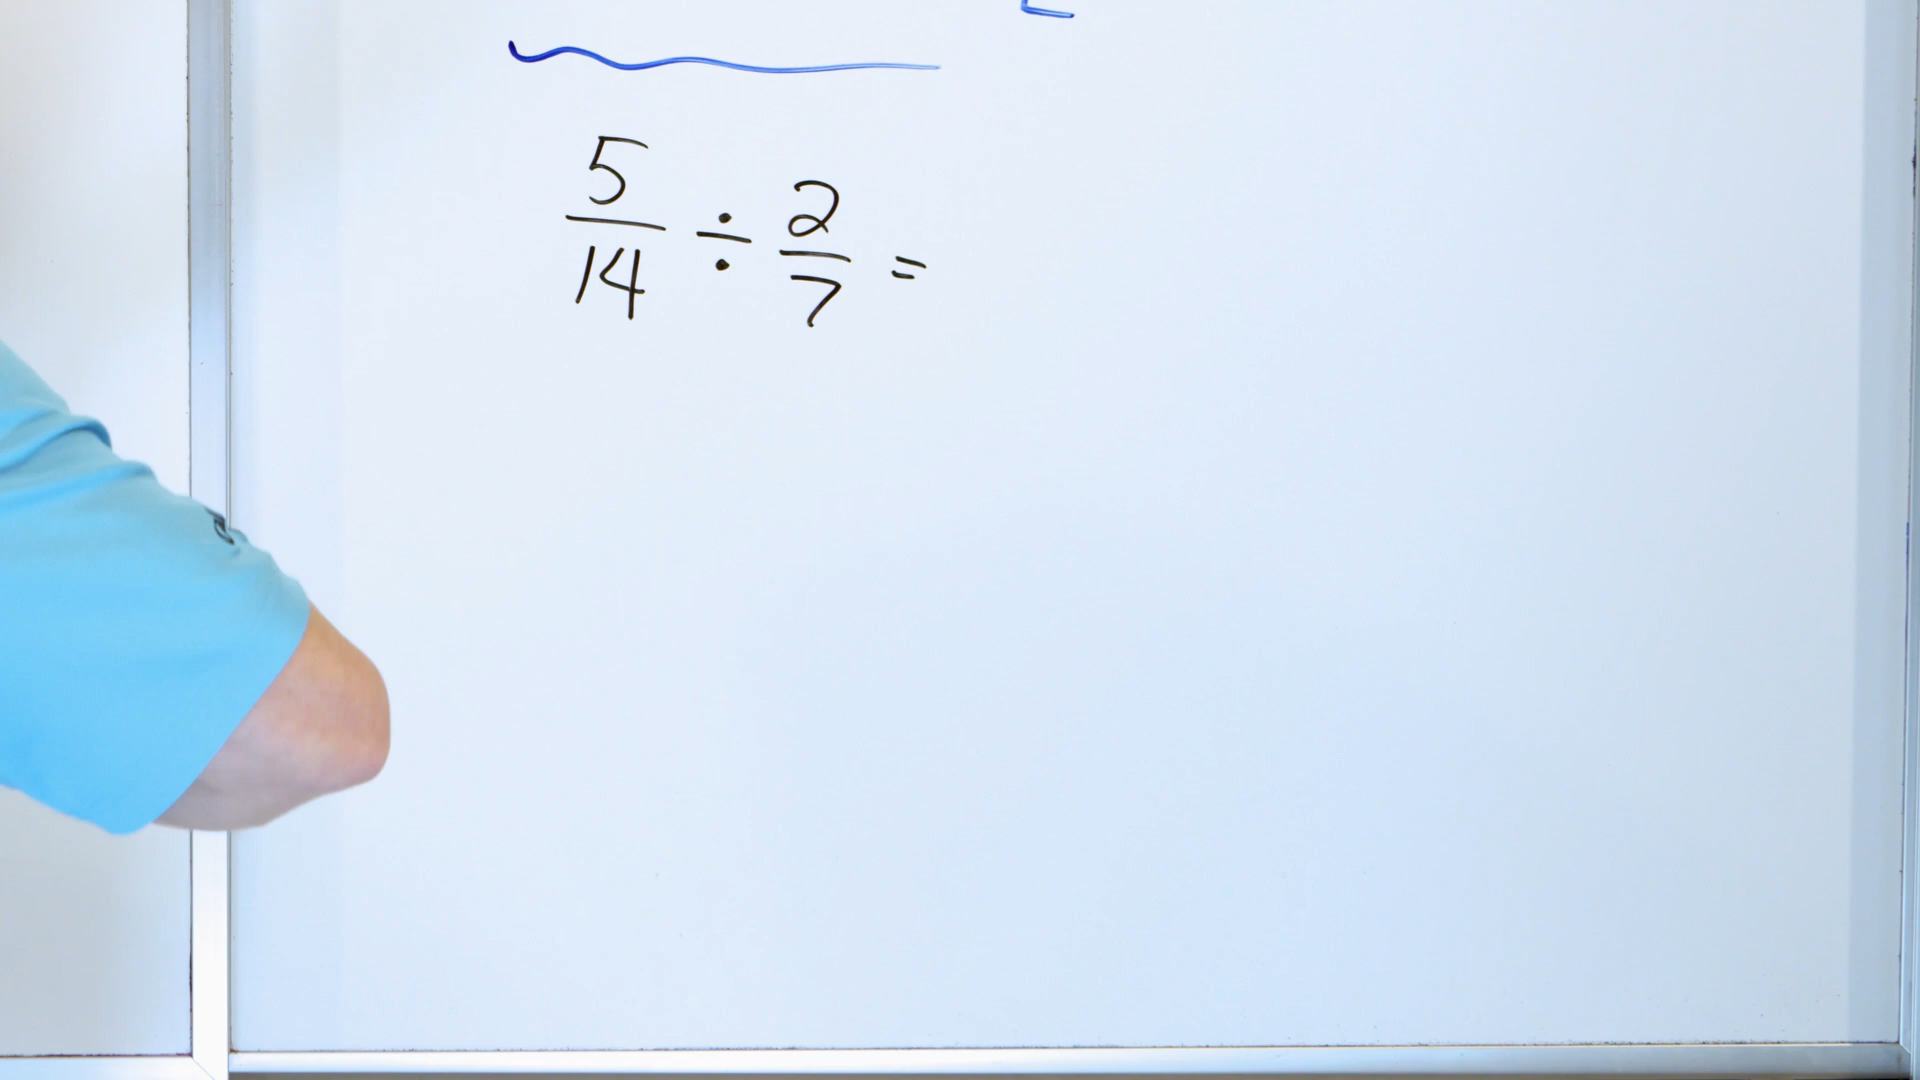 5/14 ÷ 2/7 =